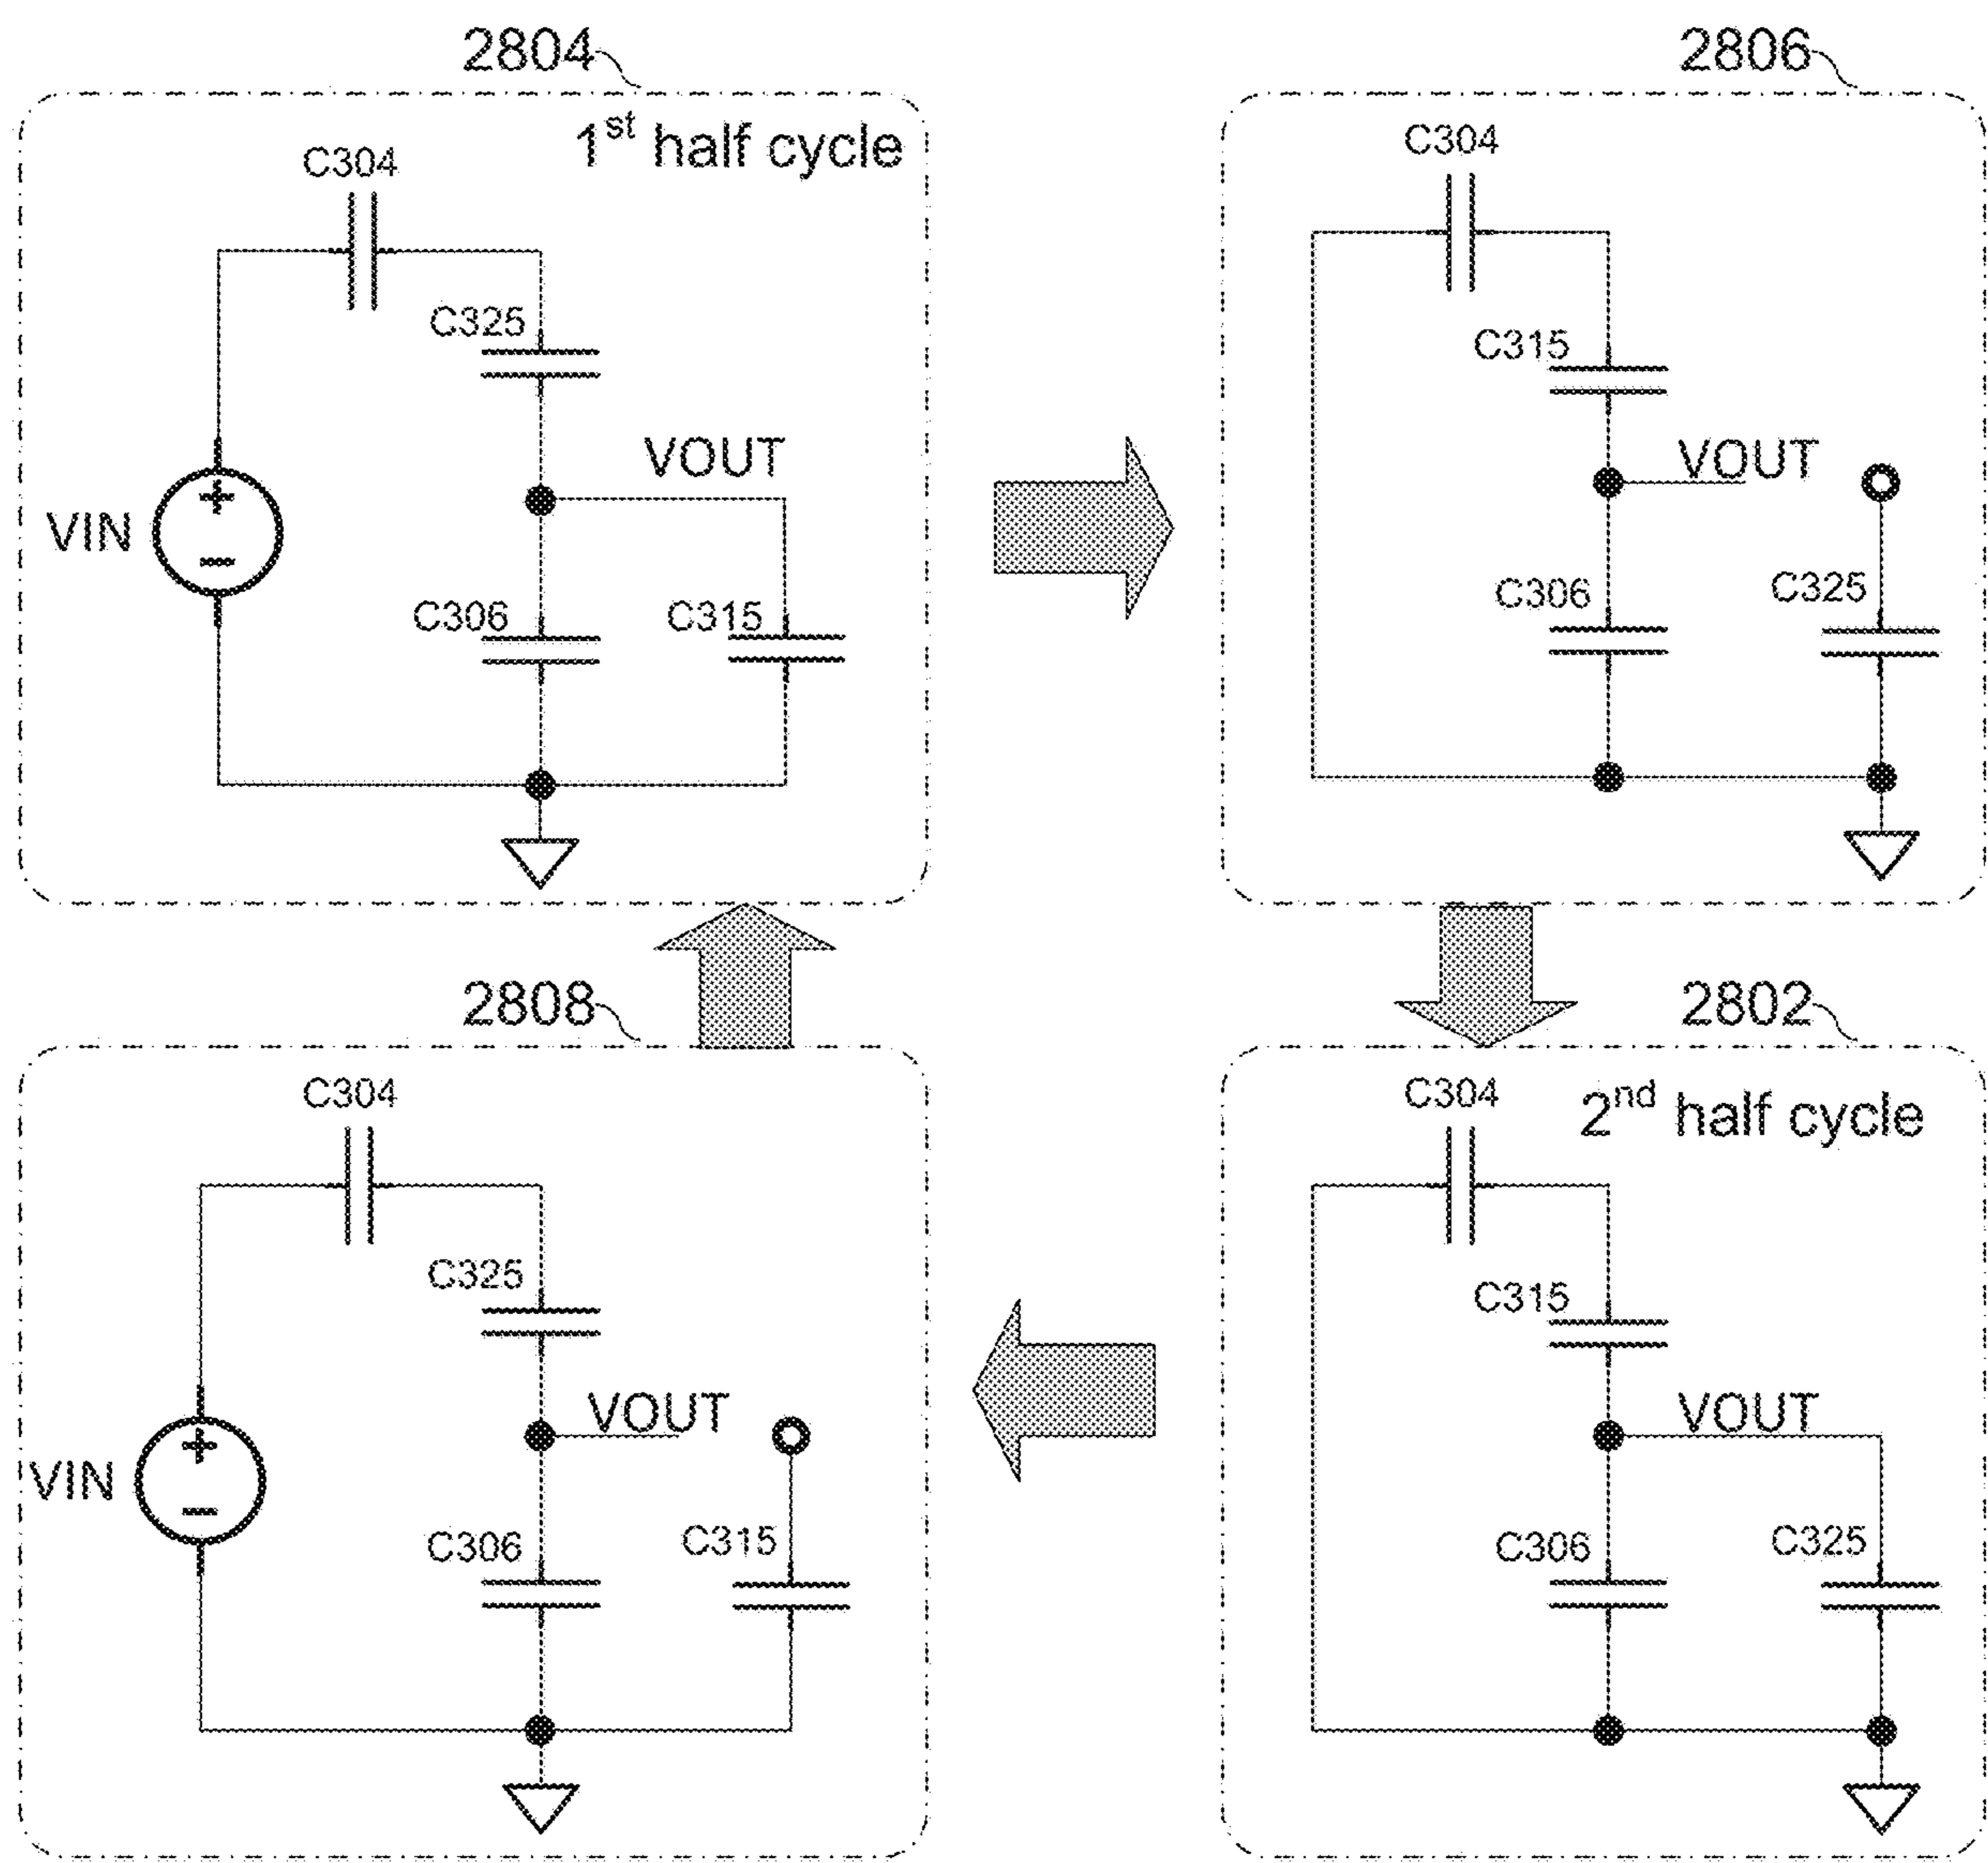 2804
1st half cycle
C304
C325
VOUT
VIN
+
−
C306
C315
2806
C304
C315
VOUT
C306
C325
2808
C304
C325
VOUT
VIN
+
−
C306
C315
2802
2nd half cycle
C304
C315
VOUT
C306
C325